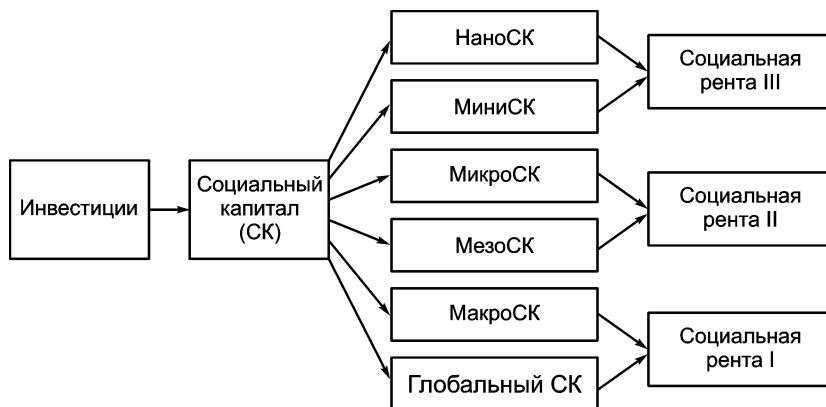 Инвестиции
Социальный
капитал
(СК)
НаноСК
МиниСК
МикроСК
МезоСК
МакроСК
Глобальный СК
Социальная
рента III
Социальная
рента II
Социальная
рента I